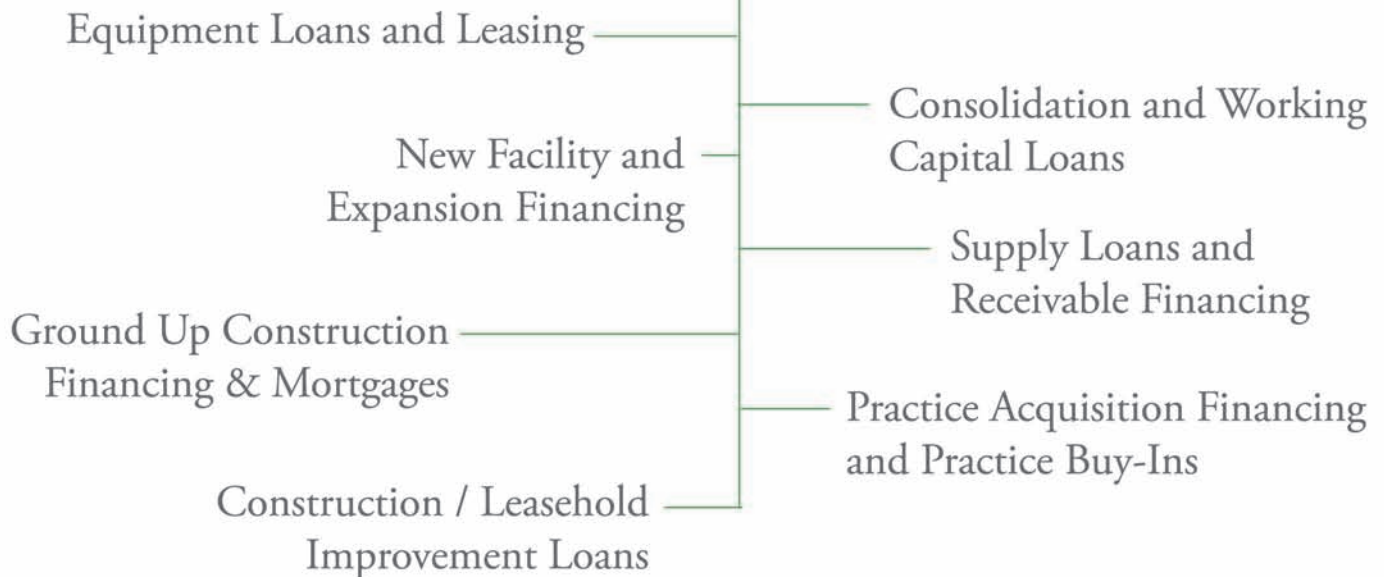 Equipment Loans and Leasing
Consolidation and Working
Capital Loans
New Facility and
Expansion Financing
Supply Loans and
Receivable Financing
Ground Up Construction
Financing & Mortgages
Practice Acquisition Financing
and Practice Buy-Ins
Construction / Leasehold
Improvement Loans